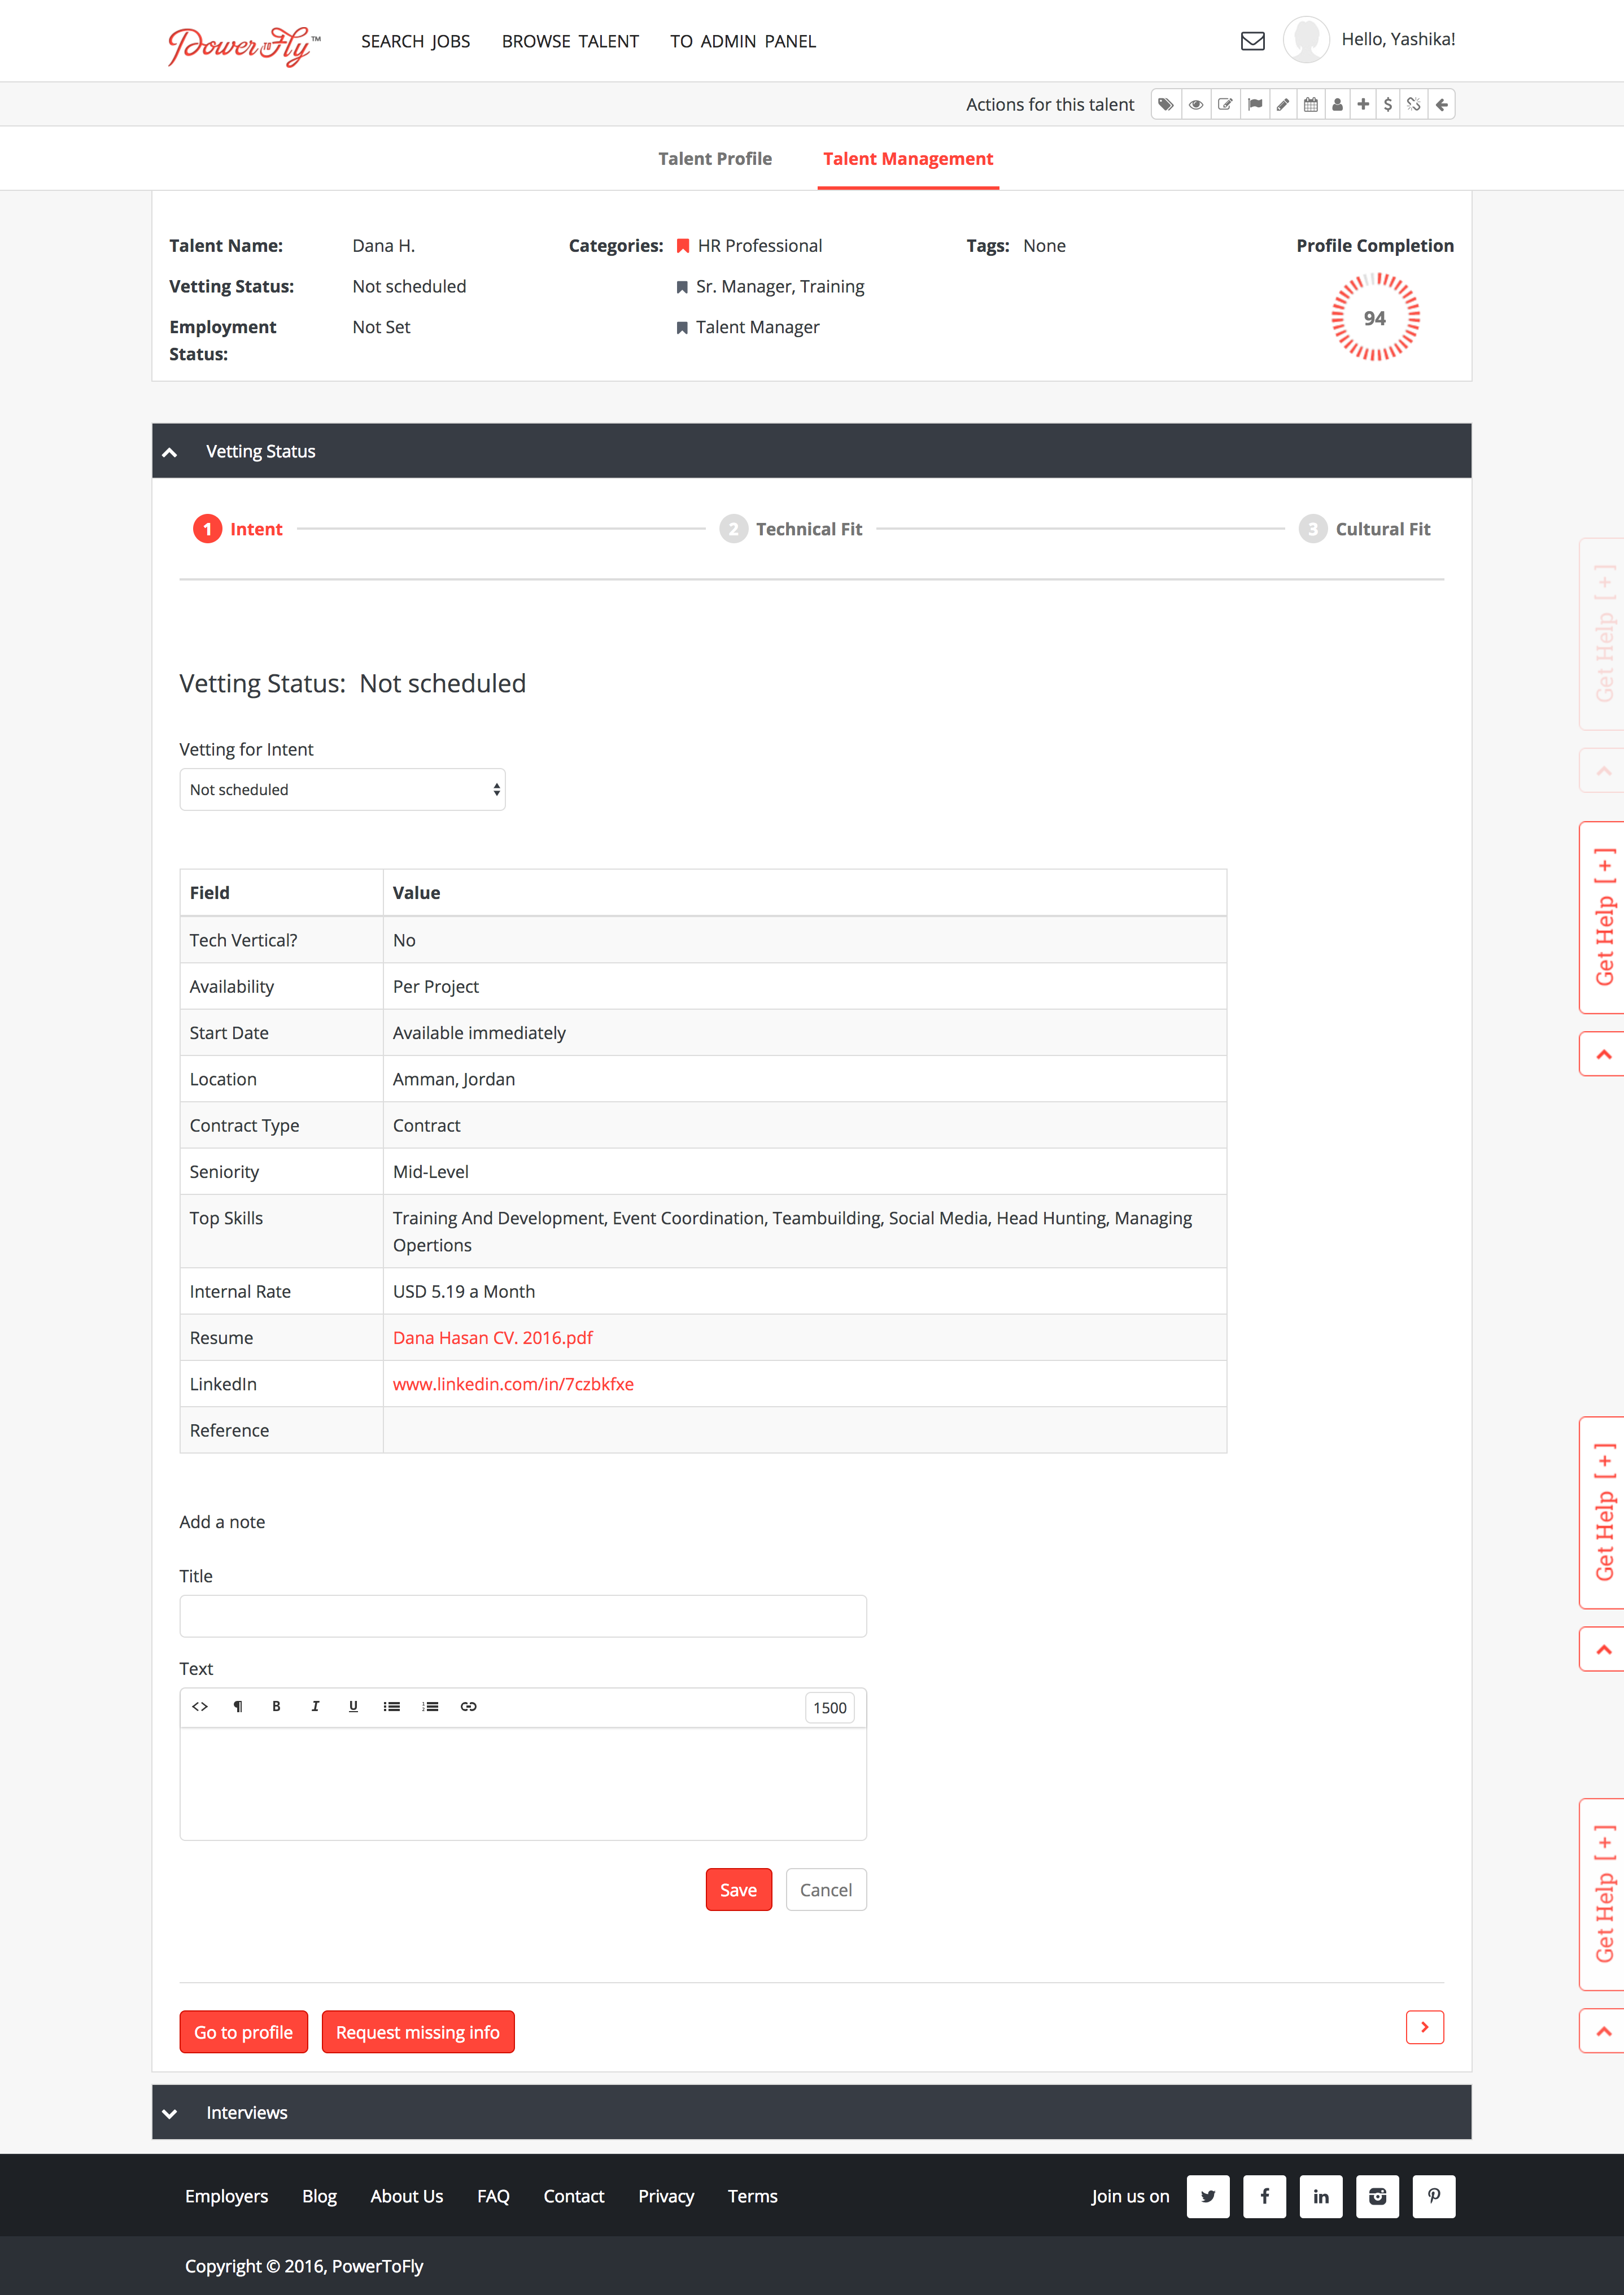 Power to Fly™
SEARCH JOBS BROWSE TALENT TO ADMIN PANEL
Hello, Yashika!
Actions for this talent
Talent Profile Talent Management
Talent Name: Dana H. Categories: HR Professional Tags: None Profile Completion
Vetting Status: Not scheduled Sr. Manager, Training
Employment Not Set Talent Manager 94
Status:
Vetting Status
1 Intent 2 Technical Fit 3 Cultural Fit
Vetting Status: Not scheduled
Vetting for Intent
Not scheduled
Field Value
Tech Vertical? No
Availability Per Project
Start Date Available immediately
Location Amman, Jordan
Contract Type Contract
Seniority Mid-Level
Top Skills Training And Development, Event Coordination, Teambuilding, Social Media, Head Hunting, Managing
Opertions
Internal Rate USD 5.19 a Month
Resume Dana Hasan CV. 2016.pdf
LinkedIn www.linkedin.com/in/7czbkfxe
Reference
Add a note
Title
Text
<> ¶ B I U 1500
Save Cancel
Go to profile Request missing info
Interviews
Get Help [+]
Get Help [+]
Get Help [+]
Get Help [+]
Employers Blog About Us FAQ Contact Privacy Terms Join us on
Copyright © 2016, PowerToFly